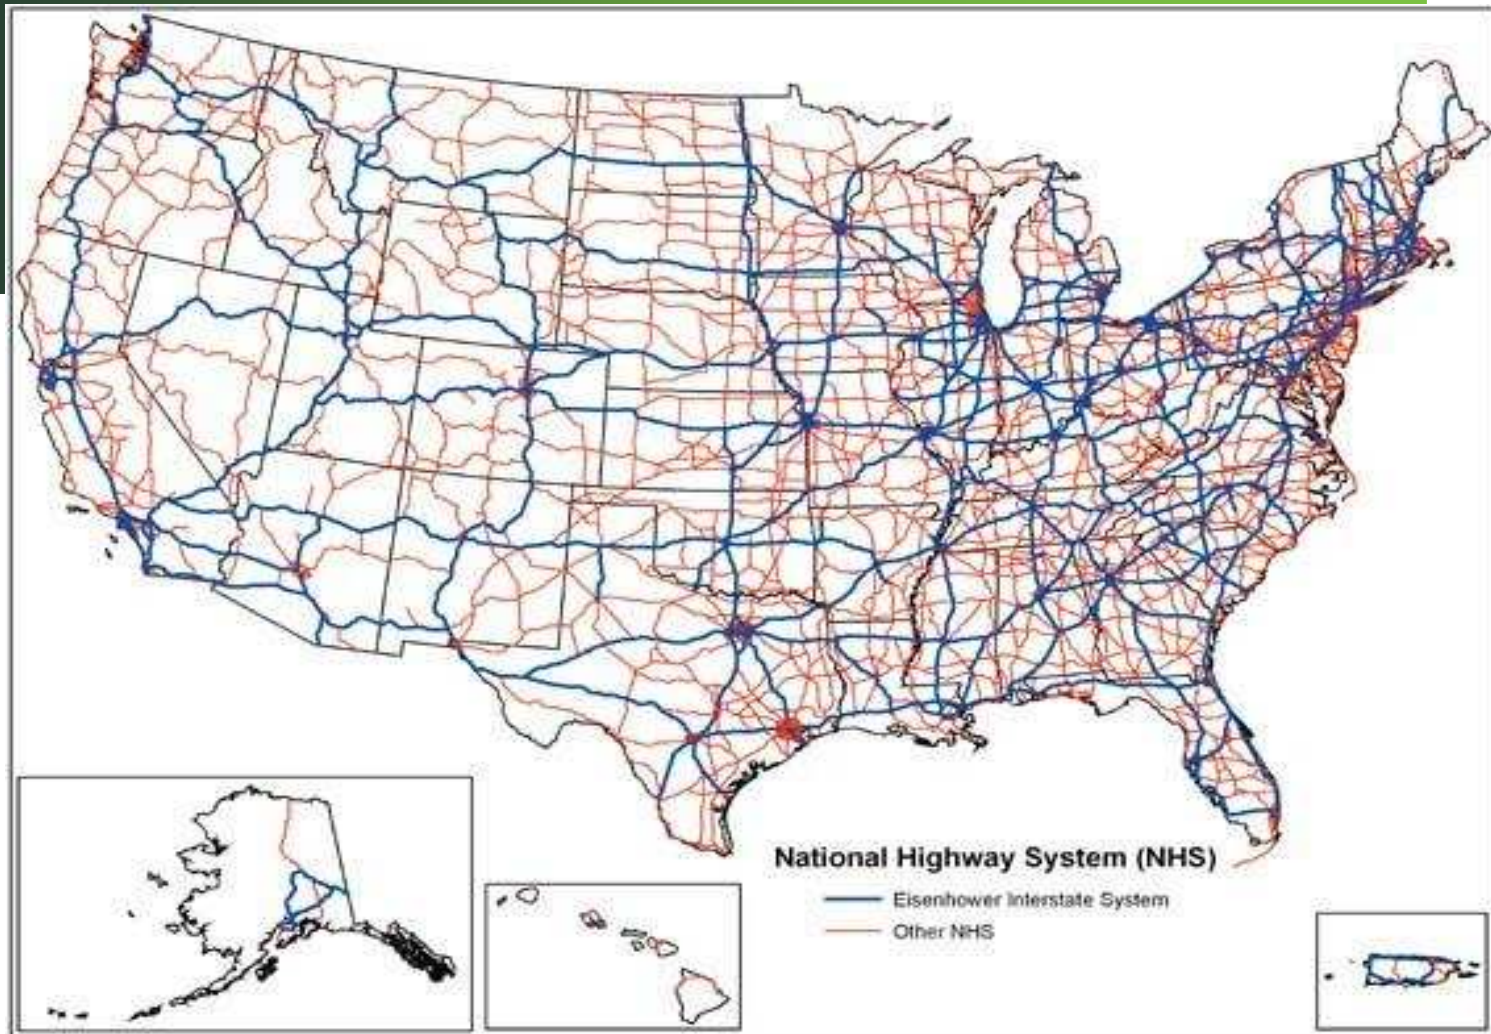 National Highway System (NHS)
Eisenhower Interstate System
Other NHS